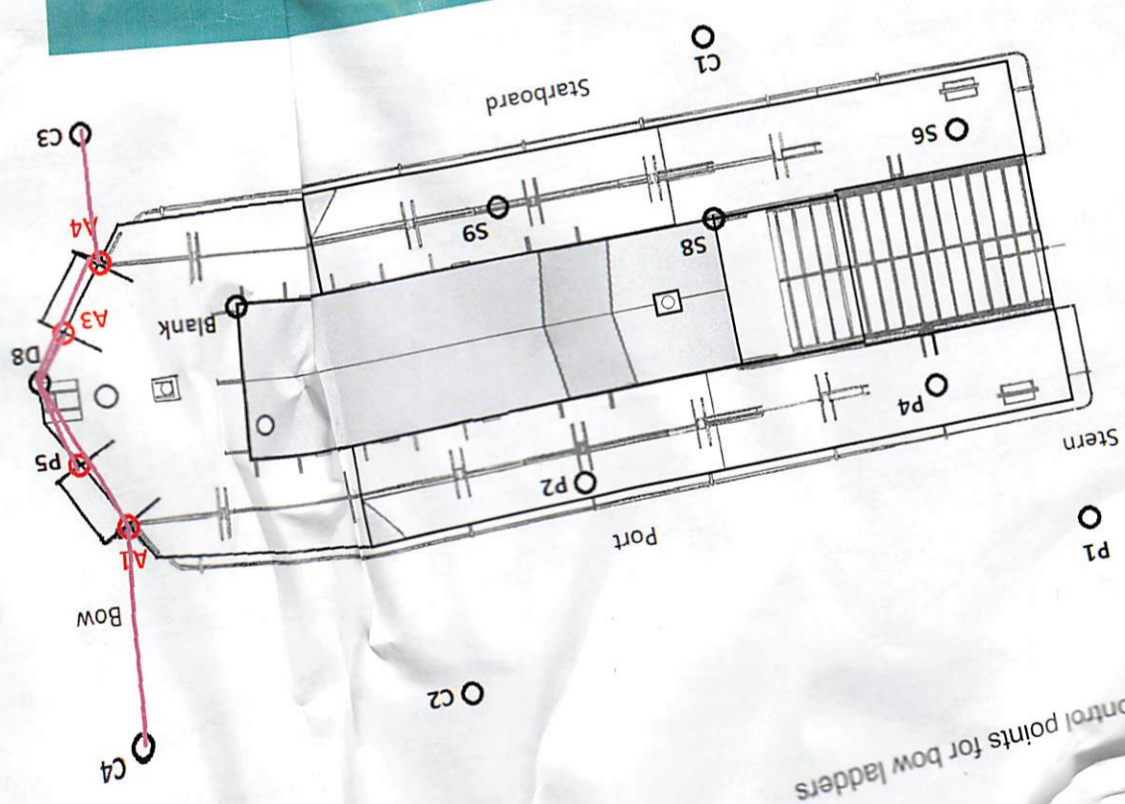 ontrol points for bow ladders
C4
C2
Bow
A1
P1
Port
Stern
P2
P5
P4
D8
A3
Blank
S8
S9
A4
S6
C3
Starboard
C1